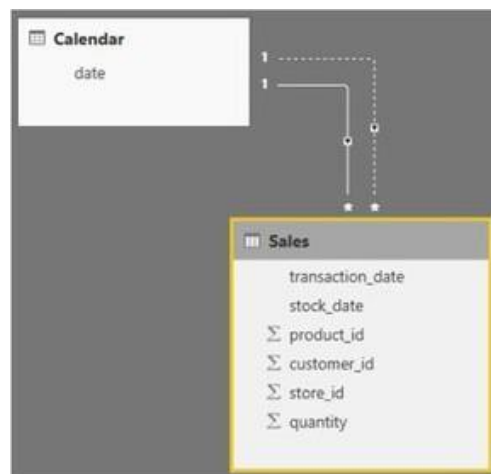 Calendar
date
1
1
* *
Sales
transaction_date
stock_date
Σ product_id
Σ customer_id
Σ store_id
Σ quantity